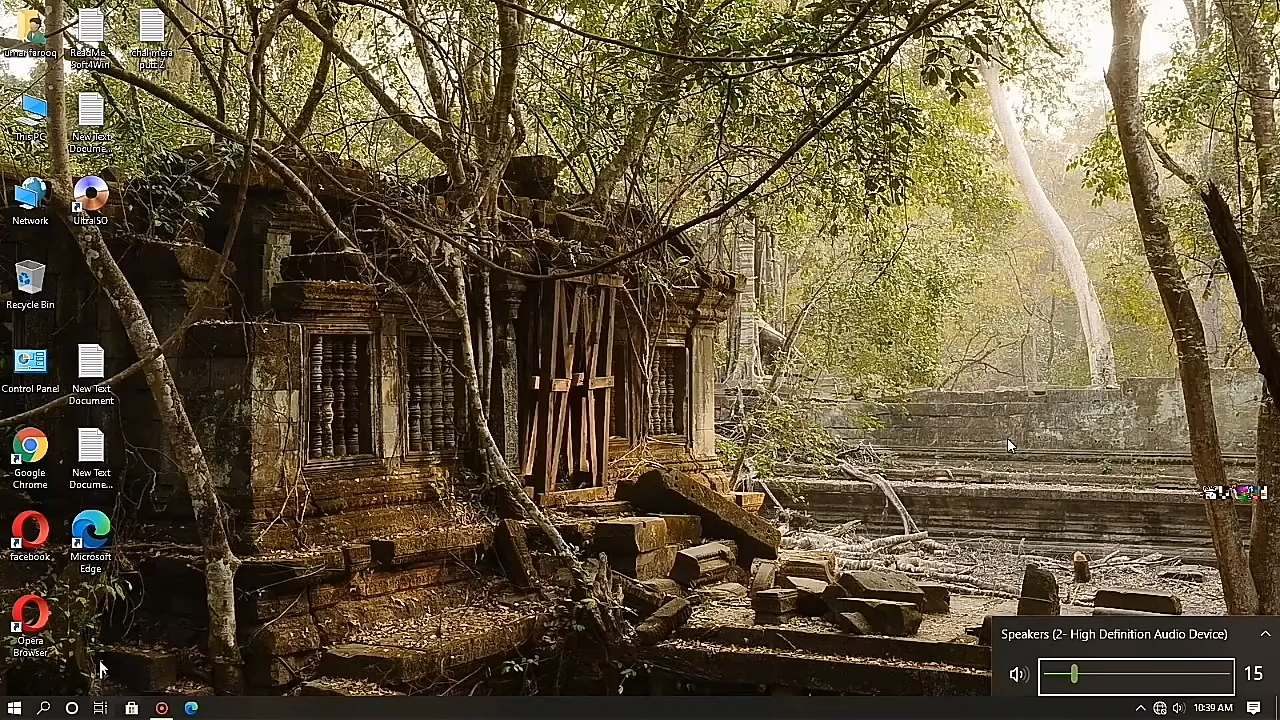 umar farooq
ReadMe Soft4Win
chalimera putt 2
This PC
New Text Docume...
Network
UltraISO
Recycle Bin
Control Panel
New Text Document
Google Chrome
New Text Docume...
facebook
Microsoft Edge
Opera Browser
Speakers (2- High Definition Audio Device)
15
10:39 AM